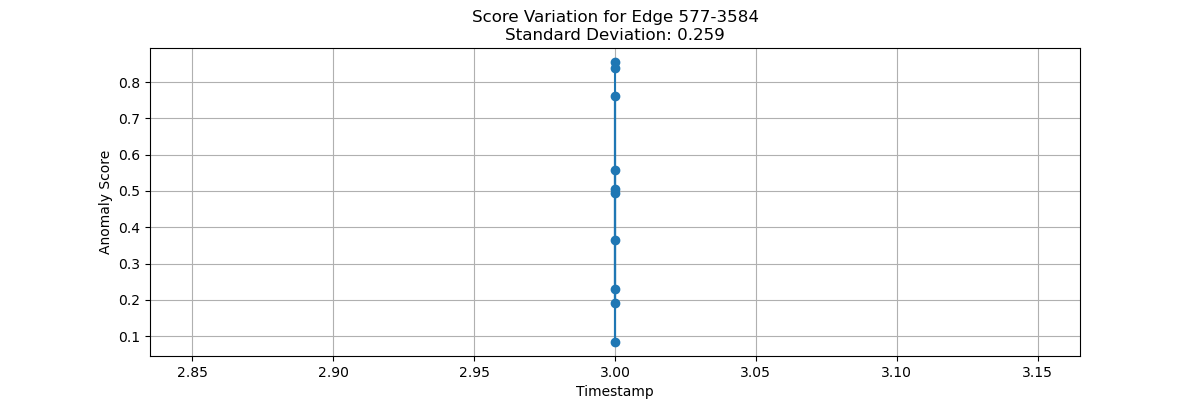 Score Variation for Edge 577-3584
Standard Deviation: 0.259
Anomaly Score
0.8
0.7
0.6
0.5
0.4
0.3
0.2
0.1
2.85 2.90 2.95 3.00 3.05 3.10 3.15
Timestamp